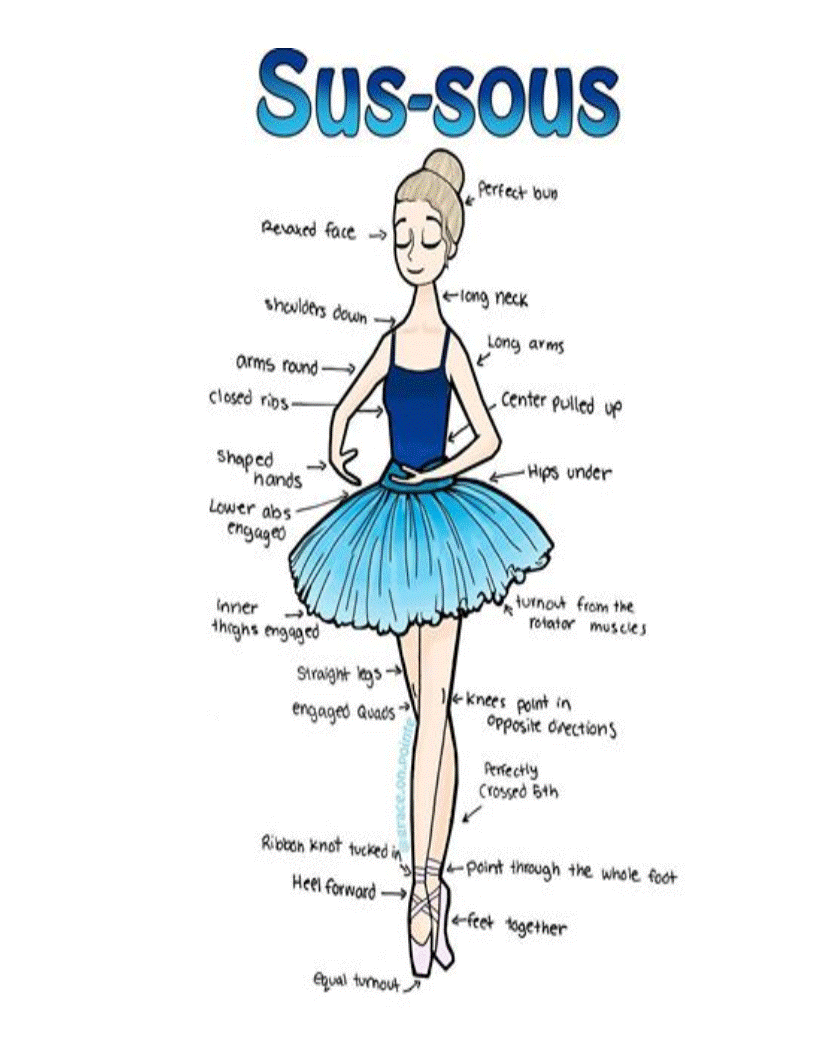 Sus-sous
Perfect bun
Relaxed face
long neck
shoulders down
Long arms
arms round
closed ribs
Center pulled up
Shaped
hands
Hips under
Lower abs
engaged
inner
thighs engaged
turnout from the
rotator muscles
Straight legs
engaged Quads
knees point in
opposite directions
@grace.on.pointe
Perfectly
Crossed 5th
Ribbon knot tucked in
point through the whole foot
Heel forward
feet together
Equal turnout